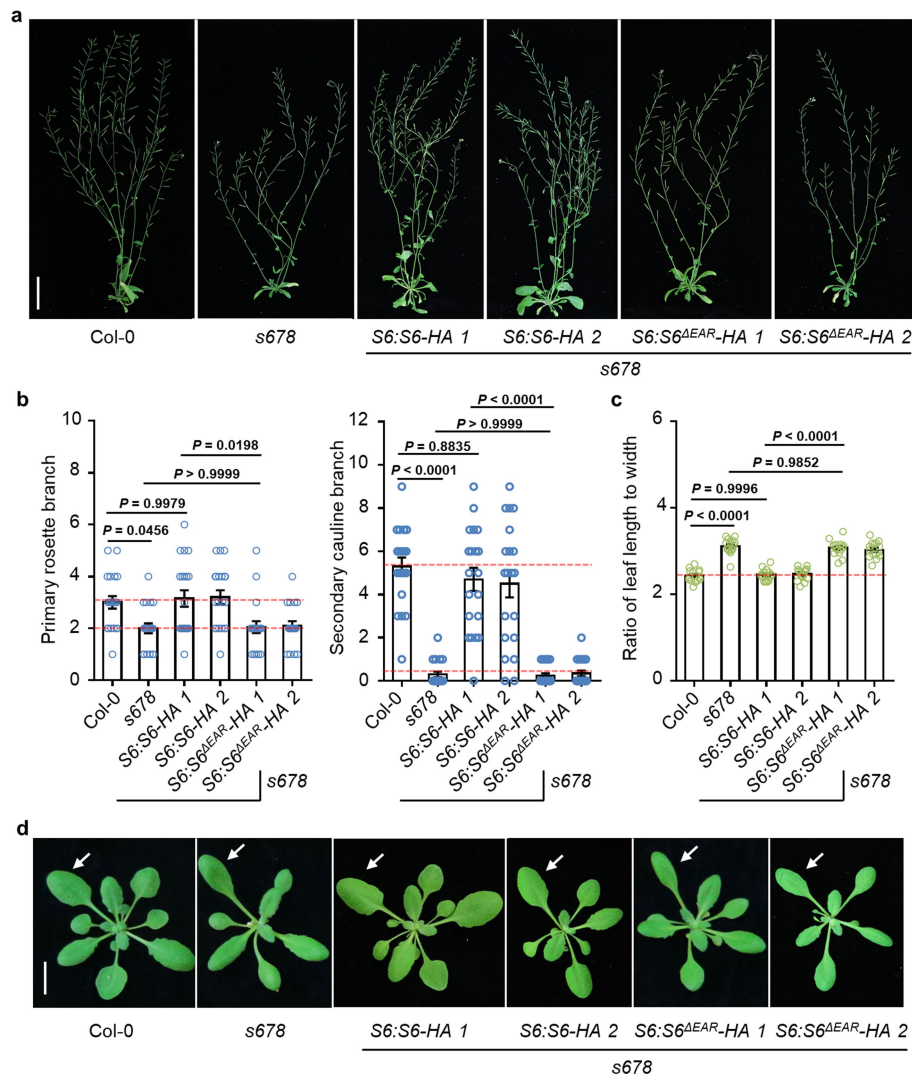 a
Col-0
s678
S6:S6-HA 1
S6:S6-HA 2
S6:S6ΔEAR-HA 1
S6:S6ΔEAR-HA 2
s678
b
c
Primary rosette branch
10
8
6
4
2
0
P = 0.0198
P > 0.9999
P = 0.9979
P = 0.0456
Col-0
s678
S6:S6-HA 1
S6:S6-HA 2
S6:S6ΔEAR-HA 1
S6:S6ΔEAR-HA 2
s678
Secondary cauline branch
12
10
8
6
4
2
0
P < 0.0001
P > 0.9999
P = 0.8835
P < 0.0001
Col-0
s678
S6:S6-HA 1
S6:S6-HA 2
S6:S6ΔEAR-HA 1
S6:S6ΔEAR-HA 2
s678
Ratio of leaf length to width
6
4
2
0
P < 0.0001
P = 0.9852
P = 0.9996
P < 0.0001
Col-0
s678
S6:S6-HA 1
S6:S6-HA 2
S6:S6ΔEAR-HA 1
S6:S6ΔEAR-HA 2
s678
d
Col-0
s678
S6:S6-HA 1
S6:S6-HA 2
S6:S6ΔEAR-HA 1
S6:S6ΔEAR-HA 2
s678